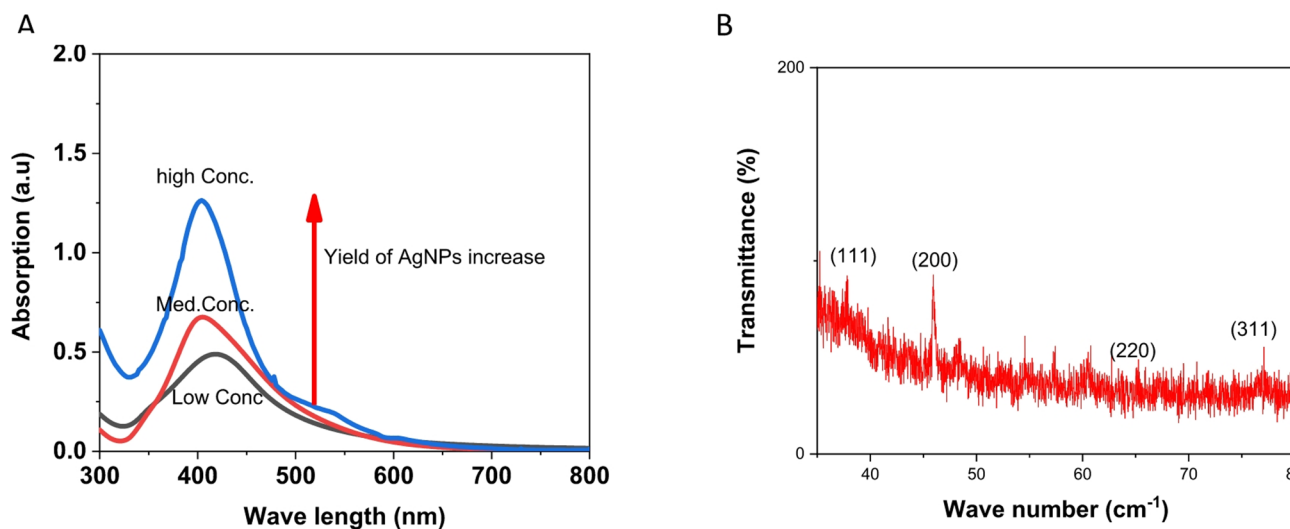 A
Absorption (a.u)
2.0
1.5
1.0
0.5
0.0
high Conc.
Yield of AgNPs increase
Med.Conc.
Low Conc
300 400 500 600 700 800
Wave length (nm)
B
Transmittance (%)
200
0
(111)
(200)
(220)
(311)
40 50 60 70
Wave number (cm⁻¹)